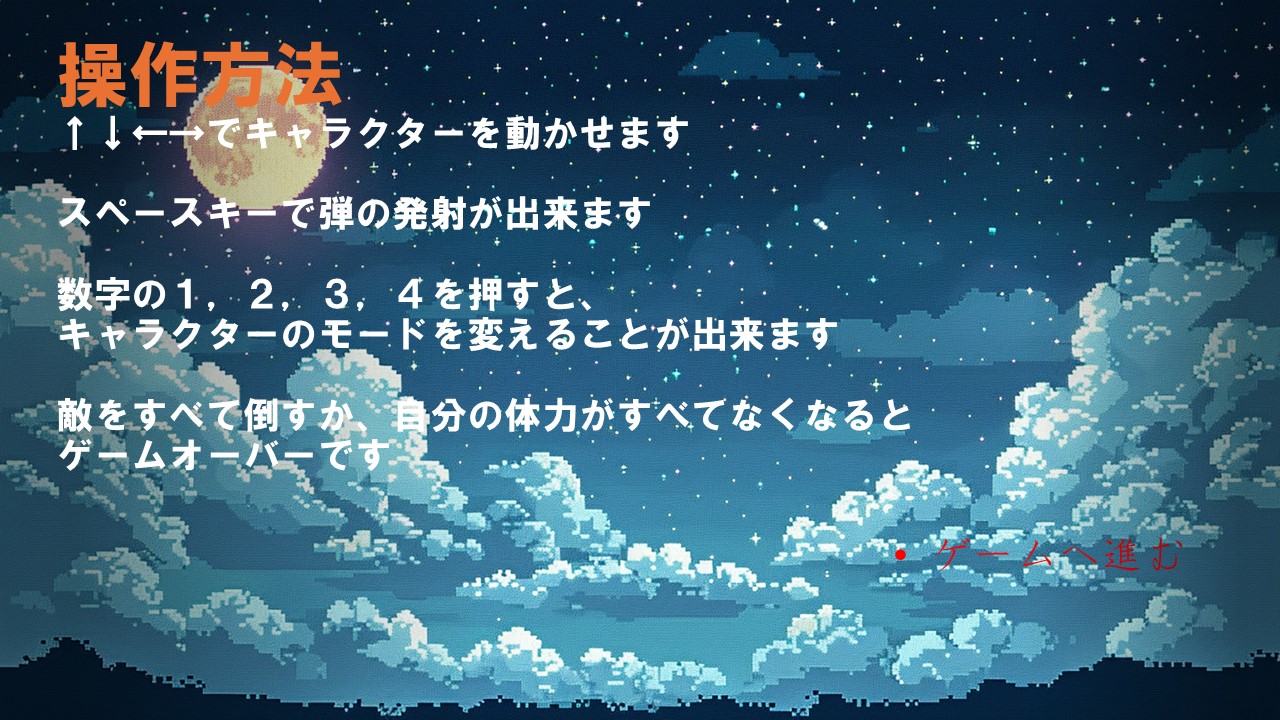 操作方法
↑↓←→でキャラクターを動かせます
スペースキーで弾の発射が出来ます
数字の１，２，３，４を押すと、
キャラクターのモードを変えることが出来ます
敵をすべて倒すか、自分の体力がすべてなくなると
ゲームオーバーです
• ゲームへ進む